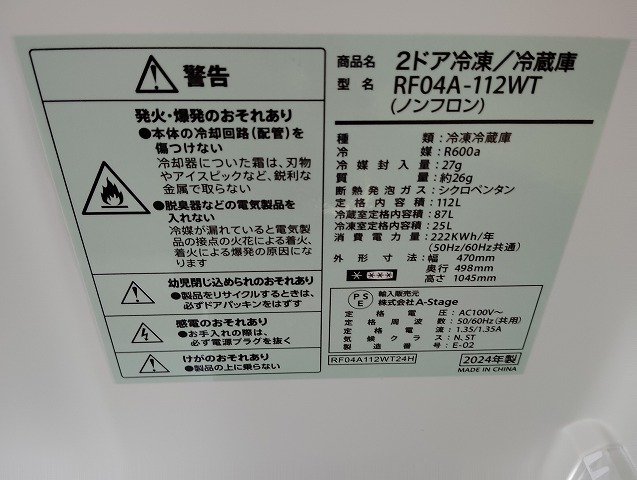 警告
発火・爆発のおそれあり
●本体の冷却回路(配管)を
傷つけない
冷却器についた霜は、刃物
やアイスピックなど、鋭利な
金属で取らない
●脱臭器などの電気製品を
入れない
冷媒が漏れていると電気製
品の接点の火花による着火、
着火による爆発の原因にな
ります
幼児閉じ込められのおそれあり
●製品をリサイクルするときは、
必ずドアパッキンをはずす
感電のおそれあり
●お手入れの際は、
必ず電源プラグを抜く
けがのおそれあり
●製品の上に乗らない
商品名 2ドア冷凍/冷蔵庫
型名 RF04A-112WT
(ノンフロン)
種類:冷凍冷蔵庫
冷媒:R600a
冷媒封入量:27g
質量:約26g
断熱発泡ガス:シクロペンタン
定格内容積:112L
冷蔵室定格内容積:87L
冷凍室定格内容積:25L
消費電力量:222KWh/年
(50Hz/60Hz共通)
外形寸法:幅 470mm
奥行 498mm
高さ 1045mm
* ***
PSE
輸入販売元
株式会社A-Stage
定格電圧:AC100V~
定格周波数:50/60Hz(共用)
定格電流:1.35/1.35A
気候クラス:N.ST
製造番号:E-02
RF04A112WT24H
2024年製
MADE IN CHINA